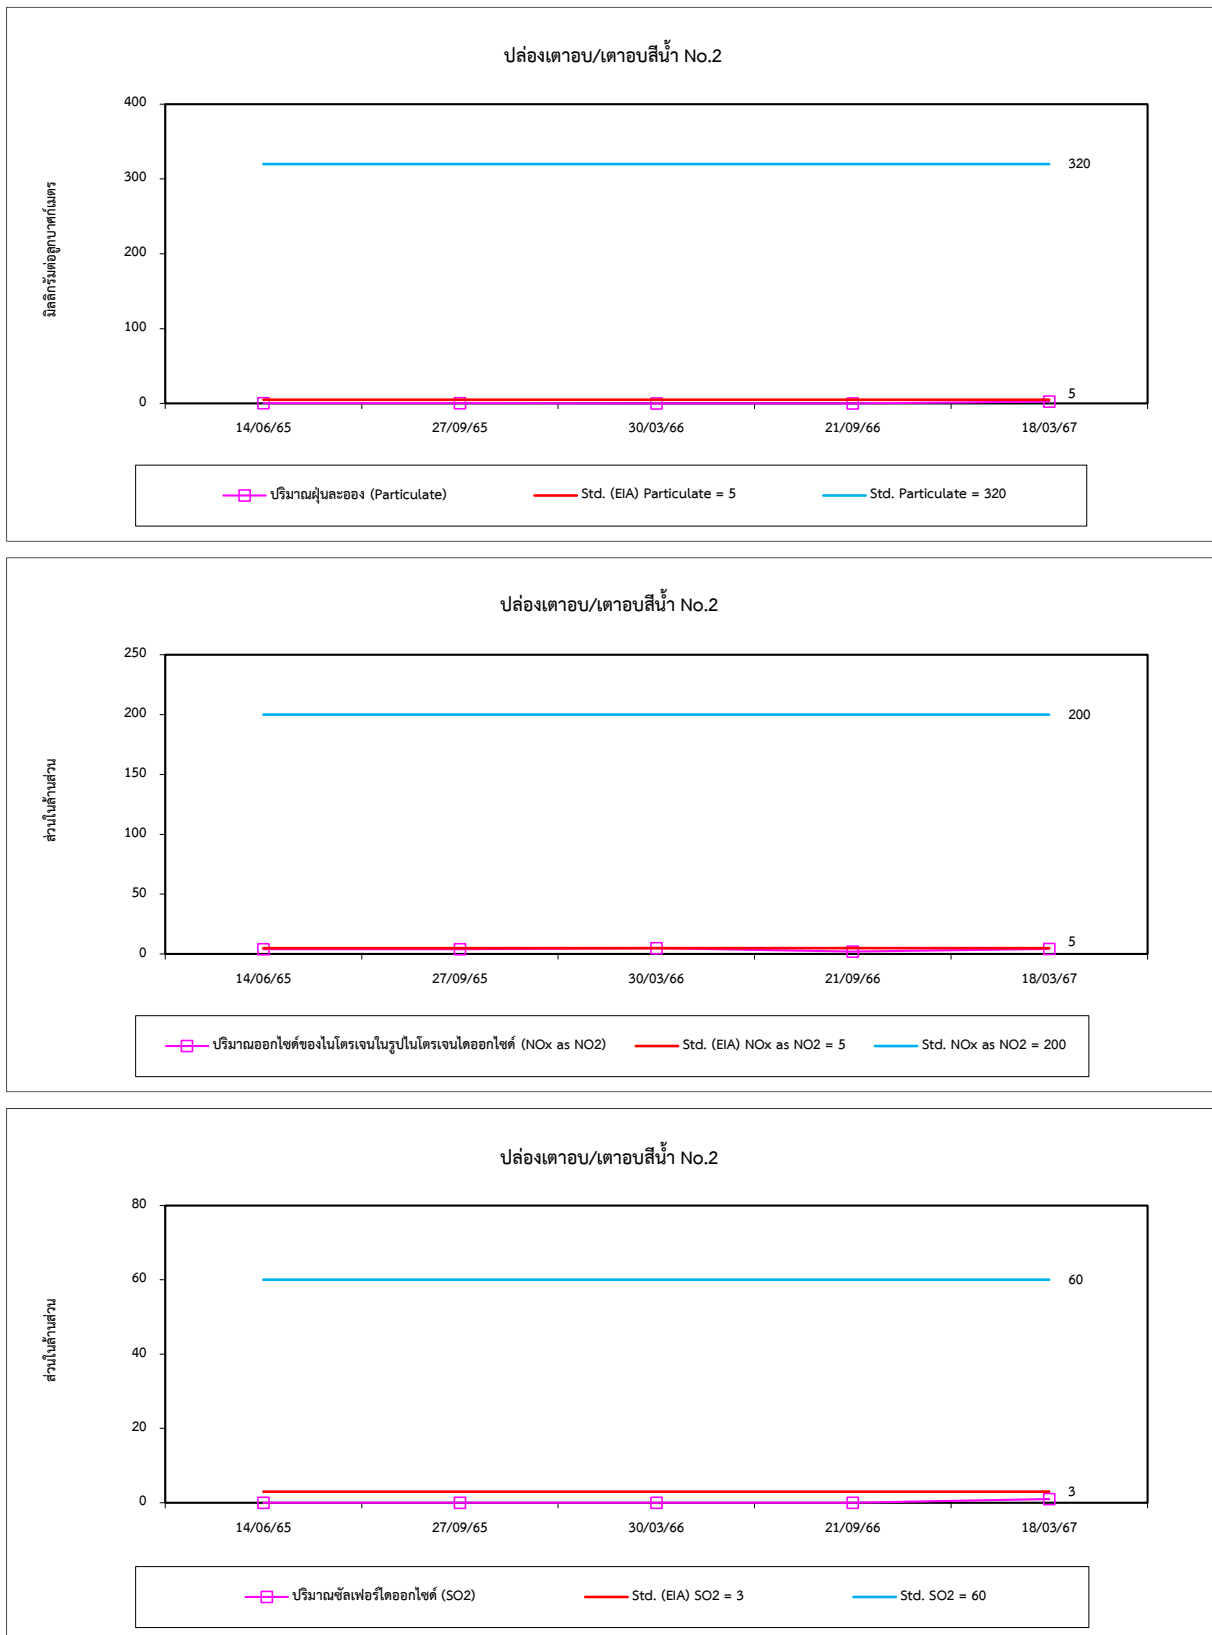 ปล่องเตาอบ/เตาอบสีน้ำ No.2
มิลลิกรัมต่อลูกบาศก์เมตร
400
300
200
100
0
320
5
14/06/65 27/09/65 30/03/66 21/09/66 18/03/67
ปริมาณฝุ่นละออง (Particulate) Std. (EIA) Particulate = 5 Std. Particulate = 320
ปล่องเตาอบ/เตาอบสีน้ำ No.2
ส่วนในล้านส่วน
250
200
150
100
50
0
200
5
14/06/65 27/09/65 30/03/66 21/09/66 18/03/67
ปริมาณออกไซด์ของไนโตรเจนในรูปไนโตรเจนไดออกไซด์ (NOx as NO2) Std. (EIA) NOx as NO2 = 5 Std. NOx as NO2 = 200
ปล่องเตาอบ/เตาอบสีน้ำ No.2
ส่วนในล้านส่วน
80
60
40
20
0
60
3
14/06/65 27/09/65 30/03/66 21/09/66 18/03/67
ปริมาณซัลเฟอร์ไดออกไซด์ (SO2) Std. (EIA) SO2 = 3 Std. SO2 = 60